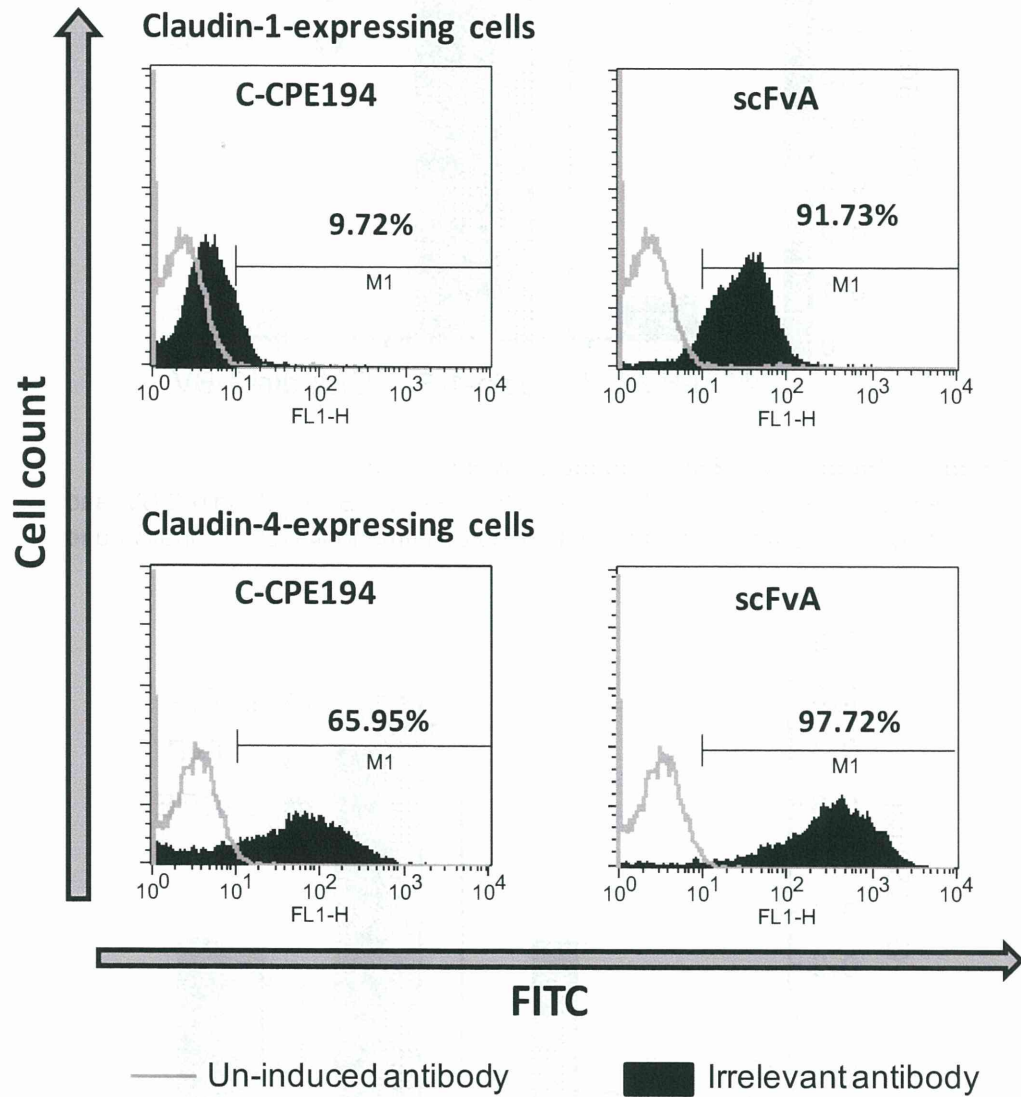 Claudin-1-expressing cells
C-CPE194
9.72%
M1
10^0 10^1 10^2 10^3 10^4
FL1-H
scFvA
91.73%
M1
10^0 10^1 10^2 10^3 10^4
FL1-H
Cell count
Claudin-4-expressing cells
C-CPE194
65.95%
M1
10^0 10^1 10^2 10^3 10^4
FL1-H
scFvA
97.72%
M1
10^0 10^1 10^2 10^3 10^4
FL1-H
FITC
Un-induced antibody
Irrelevant antibody